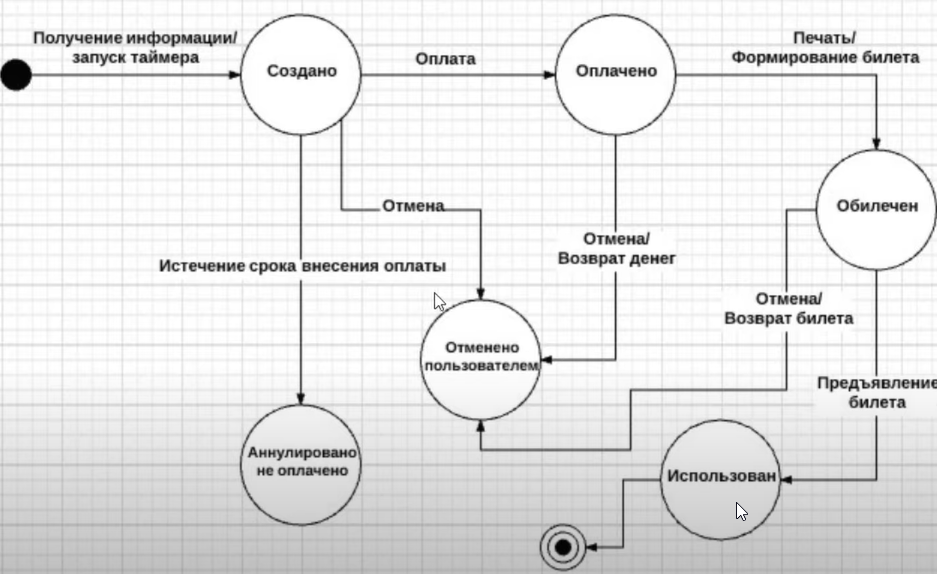 Получение информации/
запуск таймера
Создано
Оплата
Оплачено
Печать/
Формирование билета
Обилечен
Отмена
Отмена/
Возврат денег
Истечение срока внесения оплаты
Отмена/
Возврат билета
Отменено
пользователем
Предъявление
билета
Аннулировано
не оплачено
Использован